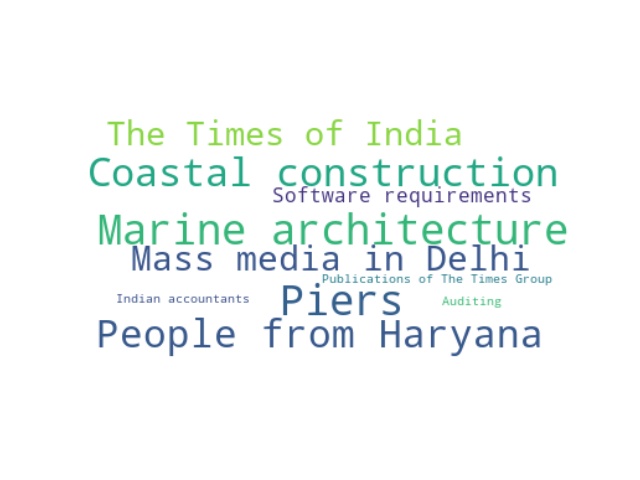 The Times of India
Coastal construction
Software requirements
Marine architecture
Mass media in Delhi
Publications of The Times Group
Indian accountants Piers Auditing
People from Haryana